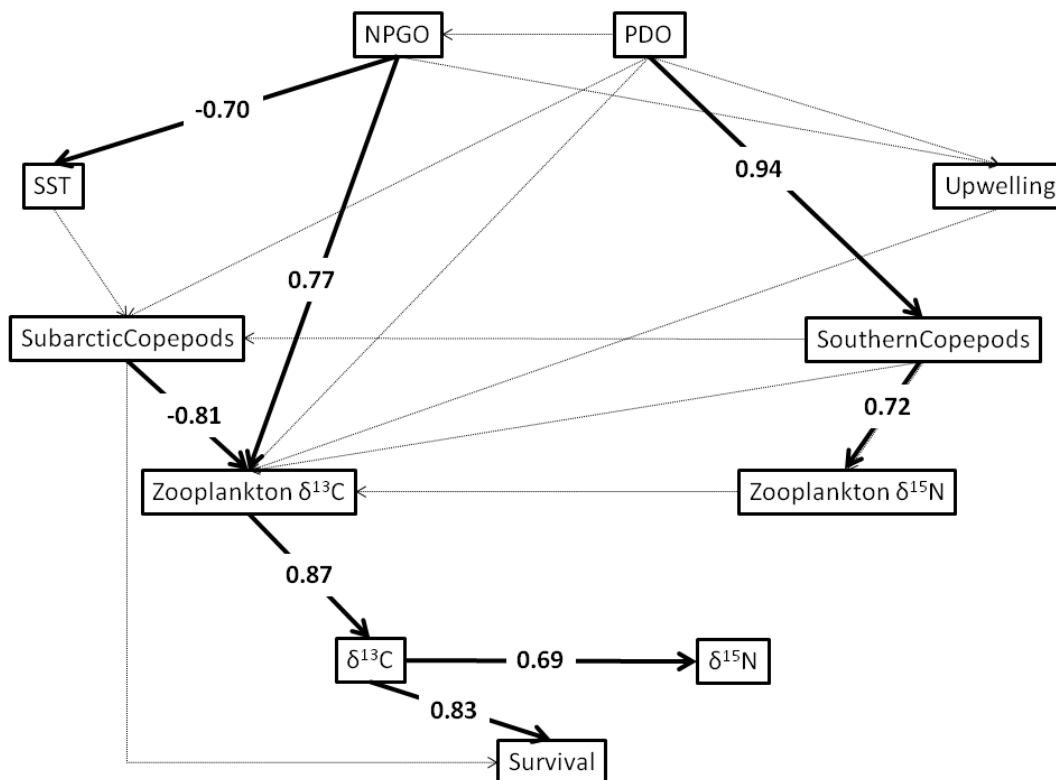 NPGO
PDO
-0.70
0.94
SST
Upwelling
0.77
SubarcticCopepods
SouthernCopepods
-0.81
0.72
Zooplankton δ¹³C
Zooplankton δ¹⁵N
0.87
δ¹³C
0.69
δ¹⁵N
0.83
Survival